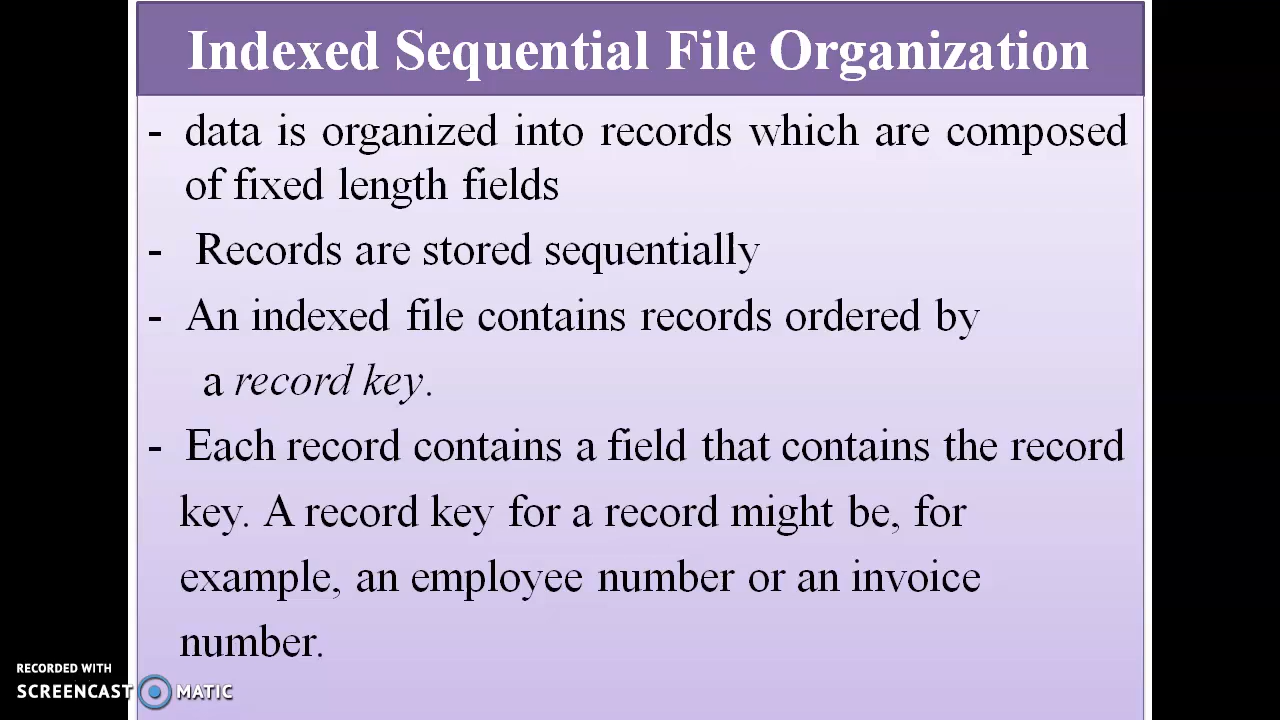 Indexed Sequential File Organization
- data is organized into records which are composed
of fixed length fields
- Records are stored sequentially
- An indexed file contains records ordered by
a record key.
- Each record contains a field that contains the record
key. A record key for a record might be, for
example, an employee number or an invoice
number.
RECORDED WITH
SCREENCAST MATIC